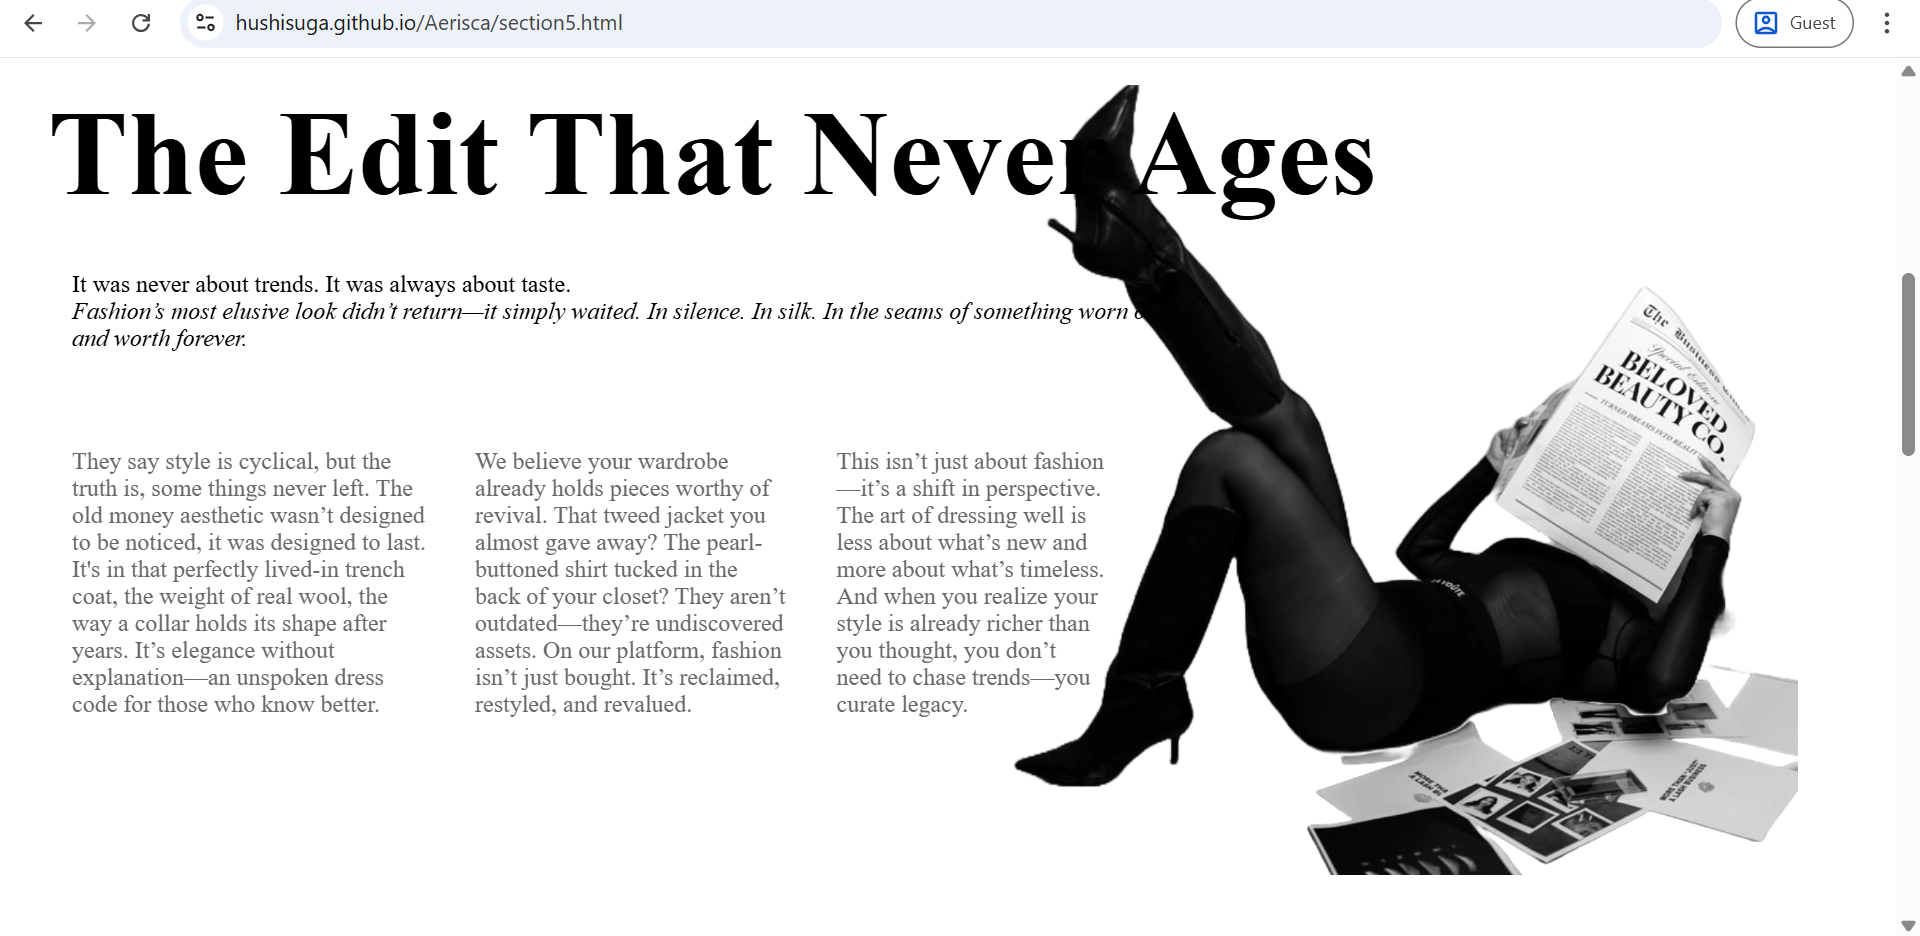 hushisuga.github.io/Aerisca/section5.html
Guest
The Edit That Never Ages
It was never about trends. It was always about taste.
Fashion’s most elusive look didn’t return—it simply waited. In silence. In silk. In the seams of something worn
and worth forever.
They say style is cyclical, but the
truth is, some things never left. The
old money aesthetic wasn’t designed
to be noticed, it was designed to last.
It's in that perfectly lived-in trench
coat, the weight of real wool, the
way a collar holds its shape after
years. It’s elegance without
explanation—an unspoken dress
code for those who know better.
We believe your wardrobe
already holds pieces worthy of
revival. That tweed jacket you
almost gave away? The pearl-
buttoned shirt tucked in the
back of your closet? They aren’t
outdated—they’re undiscovered
assets. On our platform, fashion
isn’t just bought. It’s reclaimed,
restyled, and revalued.
This isn’t just about fashion
—it’s a shift in perspective.
The art of dressing well is
less about what’s new and
more about what’s timeless.
And when you realize your
style is already richer than
you thought, you don’t
need to chase trends—you
curate legacy.
The Business
Special Edition
BELOVED
BEAUTY CO.
TURNED DREAMS INTO REALITY
LA VOÛTE
MORE THAN "JUST"
A LASH BUSINESS